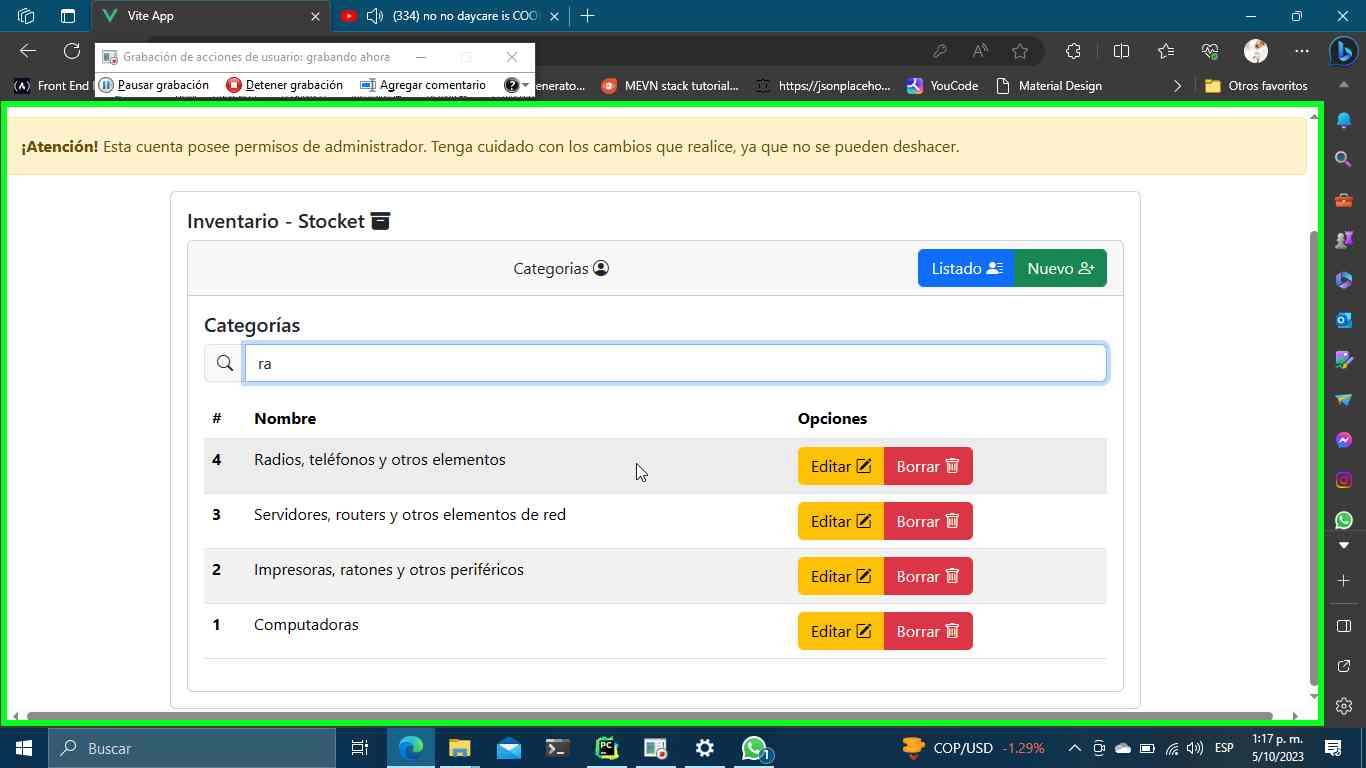 Vite App
(334) no no daycare is COO
Grabación de acciones de usuario: grabando ahora
Pausar grabación Detener grabación Agregar comentario
Front End
enerato...
MEVN stack tutorial...
https://jsonplaceho...
YouCode
Material Design
Otros favoritos
¡Atención! Esta cuenta posee permisos de administrador. Tenga cuidado con los cambios que realice, ya que no se pueden deshacer.
Inventario - Stocket
Categorias
Listado
Nuevo
Categorías
ra
# Nombre Opciones
4 Radios, teléfonos y otros elementos Editar Borrar
3 Servidores, routers y otros elementos de red Editar Borrar
2 Impresoras, ratones y otros periféricos Editar Borrar
1 Computadoras Editar Borrar
Buscar
COP/USD -1.29%
ESP
1:17 p. m.
5/10/2023